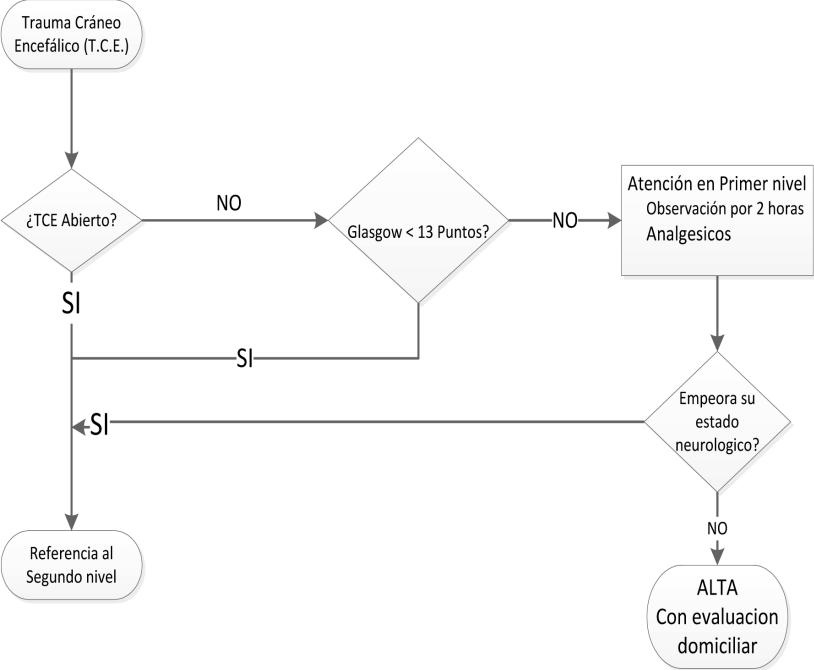 Trauma Cráneo
Encefálico (T.C.E.)
¿TCE Abierto?
NO
Glasgow < 13 Puntos?
NO
Atención en Primer nivel
Observación por 2 horas
Analgesicos
SI
SI
Empeora su
estado
neurologico?
SI
NO
Referencia al
Segundo nivel
ALTA
Con evaluacion
domiciliar